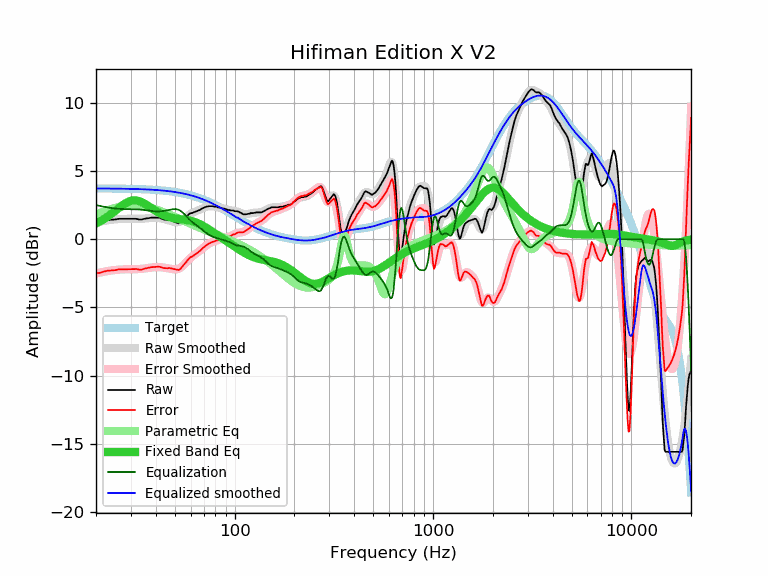 Hifiman Edition X V2
Amplitude (dBr)
10
5
0
−5
−10
−15
−20
Target
Raw Smoothed
Error Smoothed
Raw
Error
Parametric Eq
Fixed Band Eq
Equalization
Equalized smoothed
100
1000
10000
Frequency (Hz)